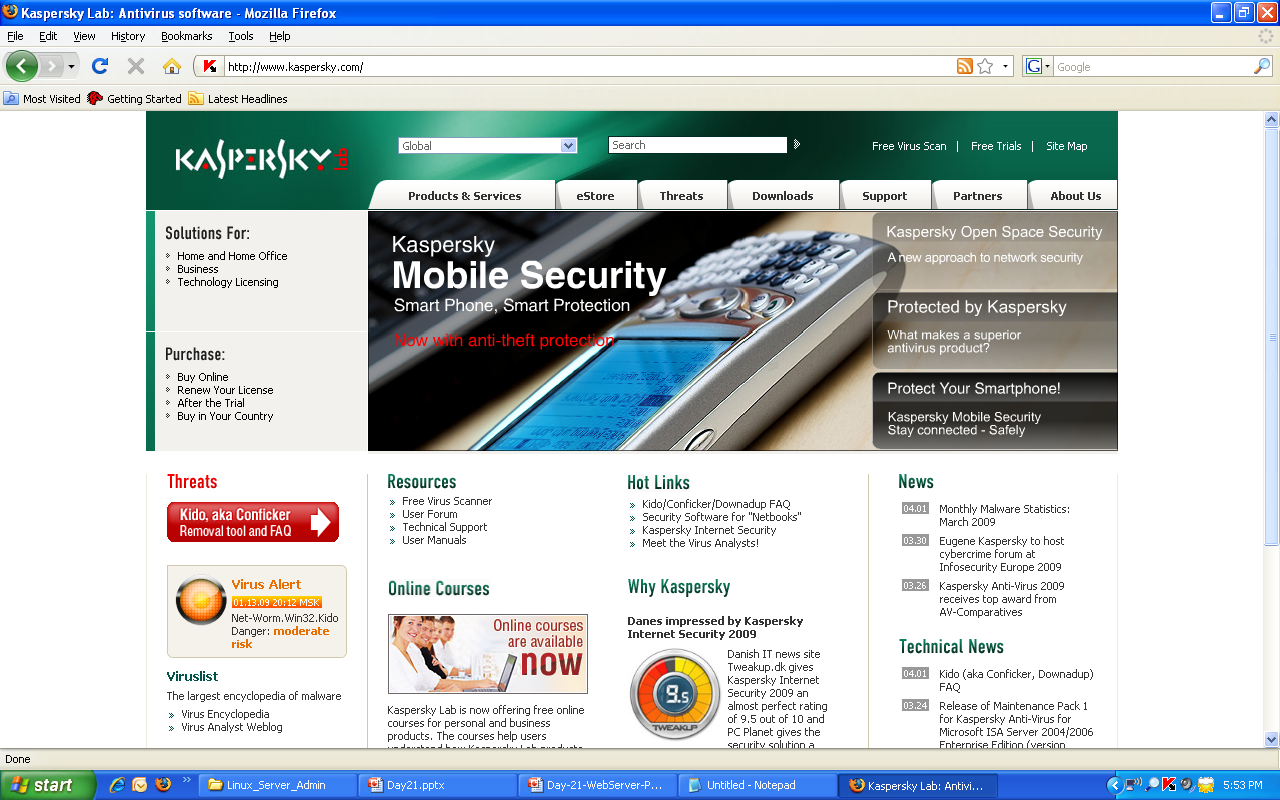 Kaspersky Lab: Antivirus software - Mozilla Firefox
File Edit View History Bookmarks Tools Help
http://www.kaspersky.com/
Google
Most Visited Getting Started Latest Headlines
KASPERSKY lab
Global
Search
Free Virus Scan | Free Trials | Site Map
Products & Services eStore Threats Downloads Support Partners About Us
Solutions For:
Home and Home Office
Business
Technology Licensing
Purchase:
Buy Online
Renew Your License
After the Trial
Buy in Your Country
Kaspersky
Mobile Security
Smart Phone, Smart Protection
Now with anti-theft protection
Kaspersky Open Space Security
A new approach to network security
Protected by Kaspersky
What makes a superior
antivirus product?
Protect Your Smartphone!
Kaspersky Mobile Security
Stay connected - Safely
Threats
Kido, aka Conficker
Removal tool and FAQ
Virus Alert
01.13.09 20:12 MSK
Net-Worm.Win32.Kido
Danger: moderate
risk
Viruslist
The largest encyclopedia of malware
Virus Encyclopedia
Virus Analyst Weblog
Resources
Free Virus Scanner
User Forum
Technical Support
User Manuals
Online Courses
Online courses
are available
now
Kaspersky Lab is now offering free online
courses for personal and business
products. The courses help users
understand how Kaspersky Lab products
Hot Links
Kido/Conficker/Downadup FAQ
Security Software for "Netbooks"
Kaspersky Internet Security
Meet the Virus Analysts!
Why Kaspersky
Danes impressed by Kaspersky
Internet Security 2009
9.5
TWEAKUP
Danish IT news site
Tweakup.dk gives
Kaspersky Internet
Security 2009 an
almost perfect rating
of 9.5 out of 10 and
PC Planet gives the
security solution a
News
04.01 Monthly Malware Statistics:
March 2009
03.30 Eugene Kaspersky to host
cybercrime forum at
Infosecurity Europe 2009
03.26 Kaspersky Anti-Virus 2009
receives top award from
AV-Comparatives
Technical News
04.01 Kido (aka Conficker, Downadup)
FAQ
03.24 Release of Maintenance Pack 1
for Kaspersky Anti-Virus for
Microsoft ISA Server 2004/2006
Enterprise Edition (version
Done
start Linux_Server_Admin Day21.pptx Day-21-WebServer-P... Untitled - Notepad Kaspersky Lab: Antivi... 5:53 PM